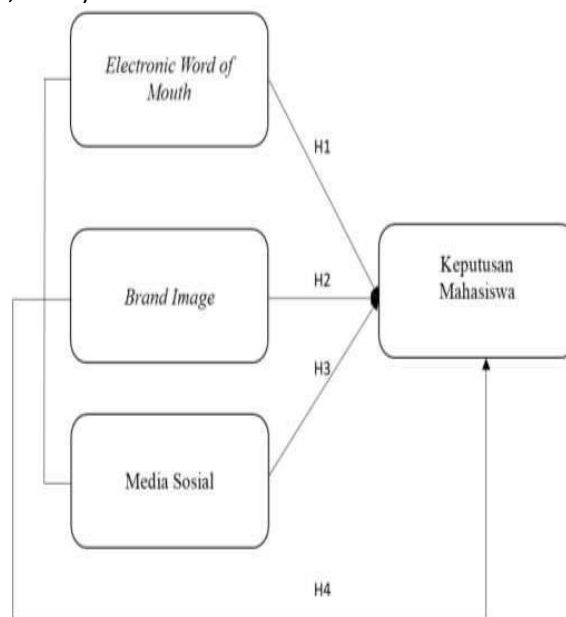 Electronic Word of
Mouth
H1
Keputusan
Mahasiswa
H2
Brand Image
H3
Media Sosial
H4